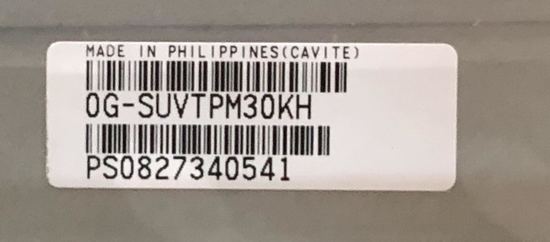 MADE IN PHILIPPINES(CAVITE)
0G-SUVTPM30KH
PS0827340541